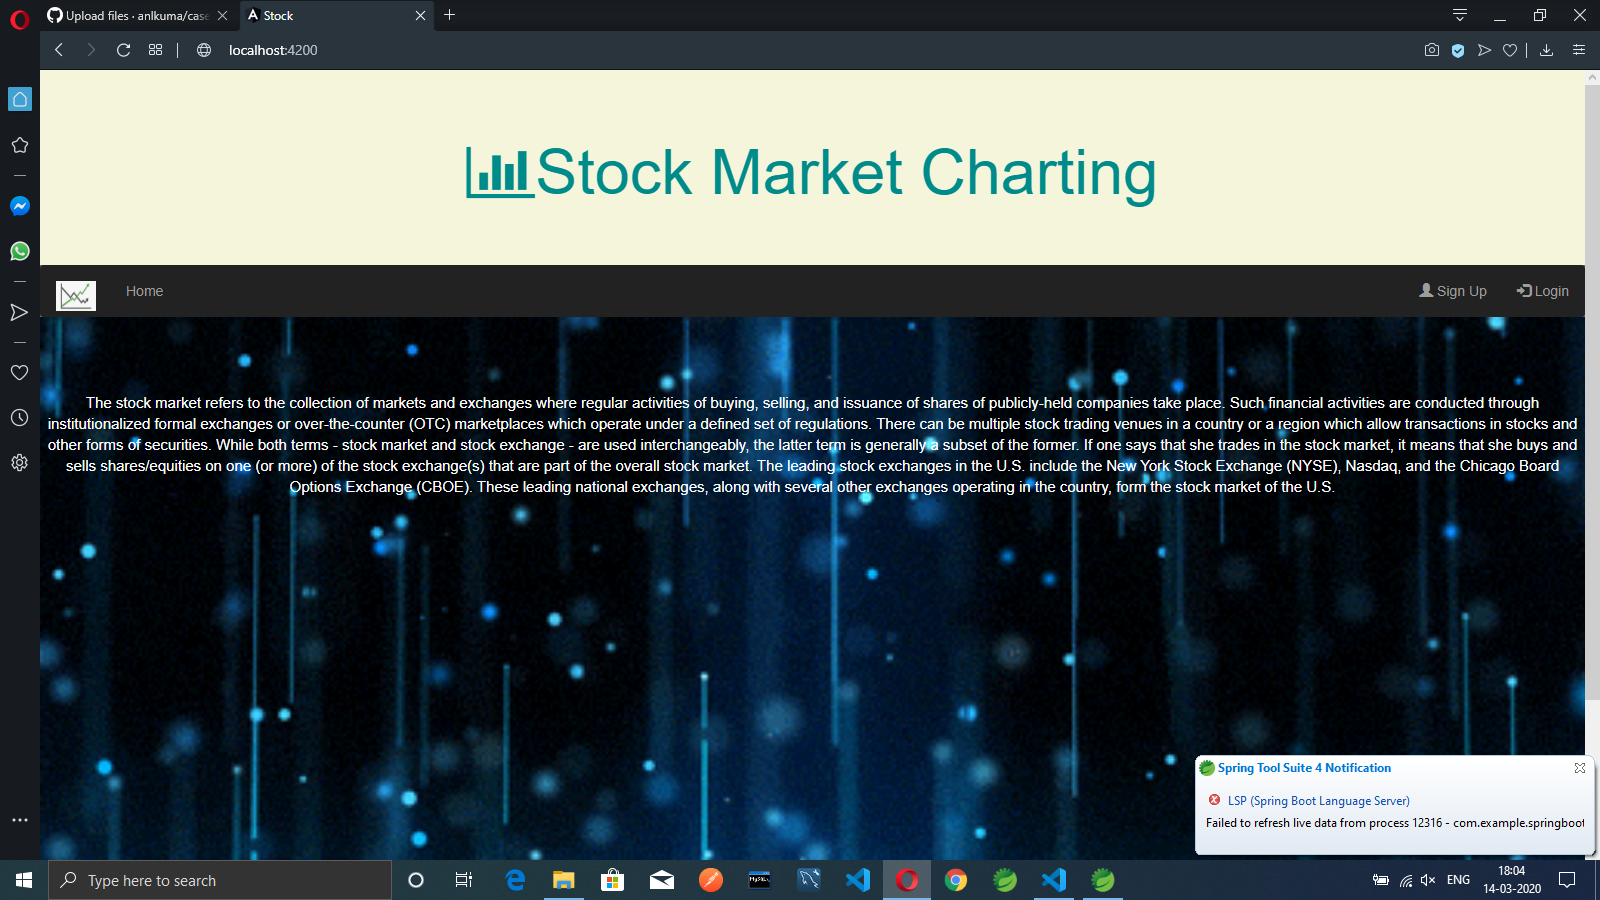 Upload files · anlkuma/case
Stock
localhost:4200
Stock Market Charting
Home
Sign Up
Login
The stock market refers to the collection of markets and exchanges where regular activities of buying, selling, and issuance of shares of publicly-held companies take place. Such financial activities are conducted through
institutionalized formal exchanges or over-the-counter (OTC) marketplaces which operate under a defined set of regulations. There can be multiple stock trading venues in a country or a region which allow transactions in stocks and
other forms of securities. While both terms - stock market and stock exchange - are used interchangeably, the latter term is generally a subset of the former. If one says that she trades in the stock market, it means that she buys and
sells shares/equities on one (or more) of the stock exchange(s) that are part of the overall stock market. The leading stock exchanges in the U.S. include the New York Stock Exchange (NYSE), Nasdaq, and the Chicago Board
Options Exchange (CBOE). These leading national exchanges, along with several other exchanges operating in the country, form the stock market of the U.S.
Spring Tool Suite 4 Notification
LSP (Spring Boot Language Server)
Failed to refresh live data from process 12316 - com.example.springboot
Type here to search
MySQL
ENG
18:04
14-03-2020